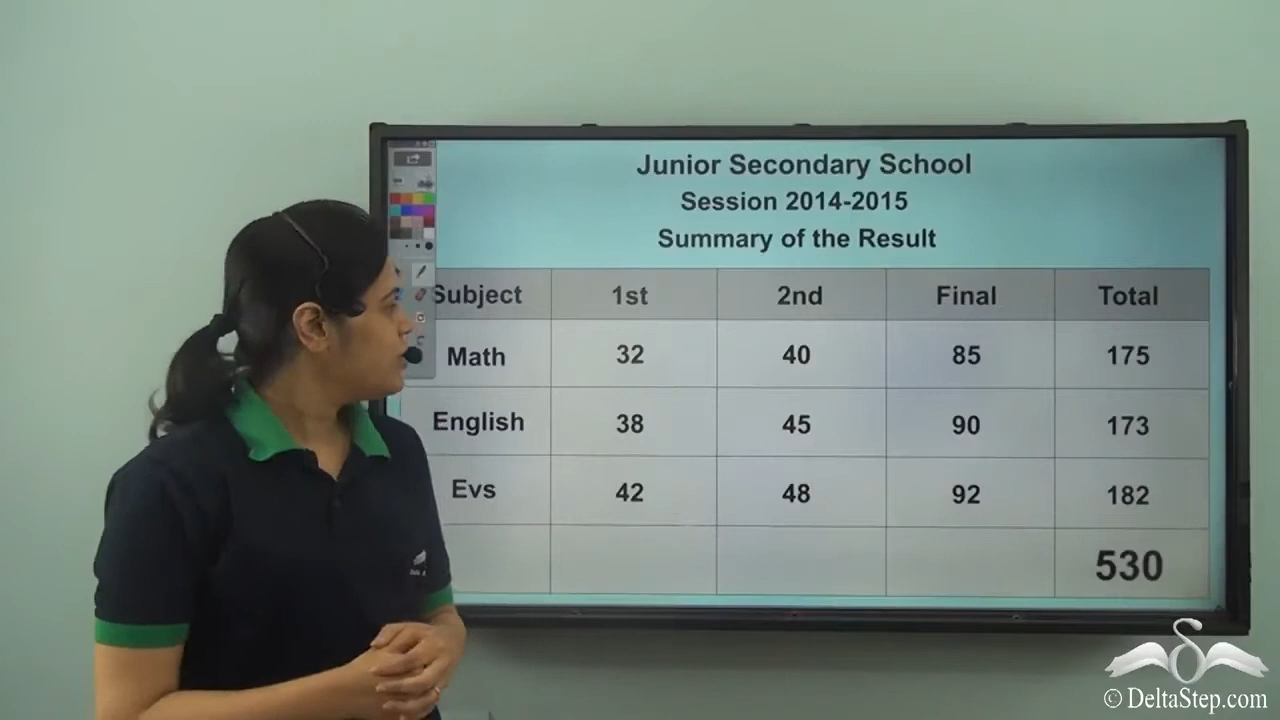 Junior Secondary School
Session 2014-2015
Summary of the Result
Subject 1st 2nd Final Total
Math 32 40 85 175
English 38 45 90 173
Evs 42 48 92 182
530
© DeltaStep.com